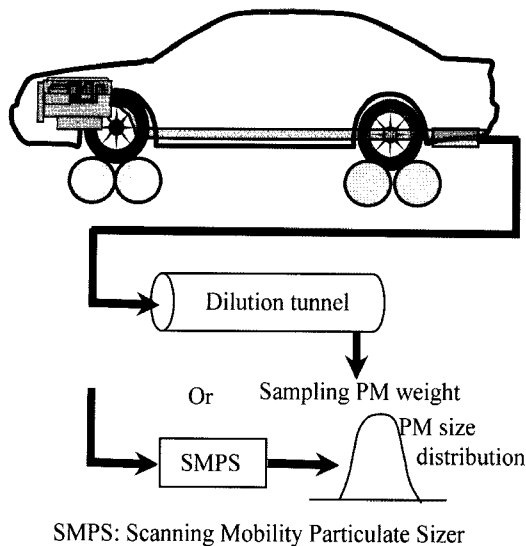 Dilution tunnel
Or
Sampling PM weight
SMPS
PM size
distribution
SMPS: Scanning Mobility Particulate Sizer